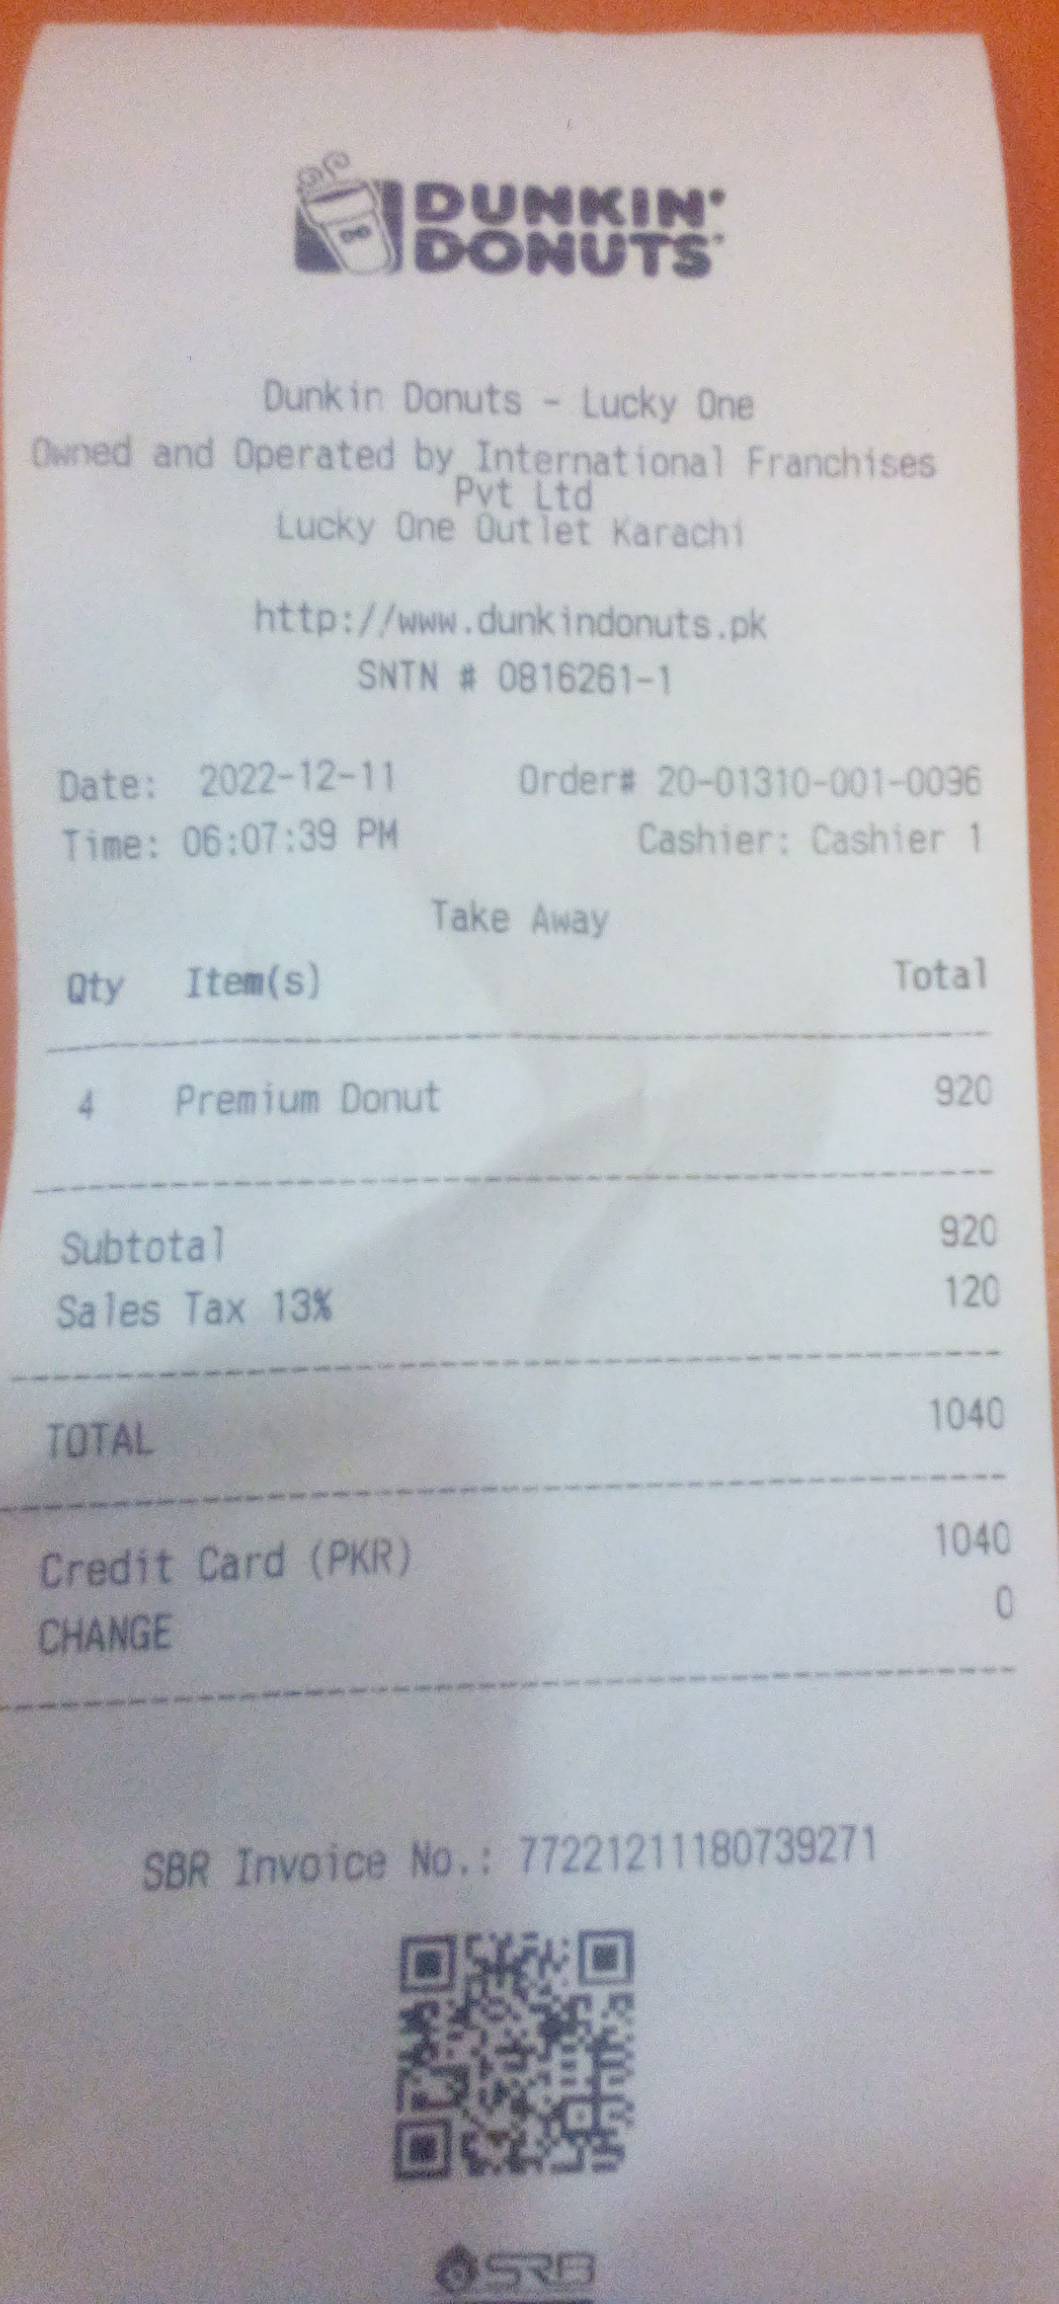 DUNKIN'
DONUTS
Dunkin Donuts - Lucky One
Owned and Operated by International Franchises
Pvt Ltd
Lucky One Outlet Karachi
http://www.dunkindonuts.pk
SNTN # 0816261-1
Date: 2022-12-11 Order# 20-01310-001-0096
Time: 06:07:39 PM Cashier: Cashier 1
Take Away
Qty Item(s) Total
4 Premium Donut 920
Subtotal 920
Sales Tax 13% 120
TOTAL 1040
Credit Card (PKR) 1040
CHANGE 0
SBR Invoice No.: 77221211180739271
SRB